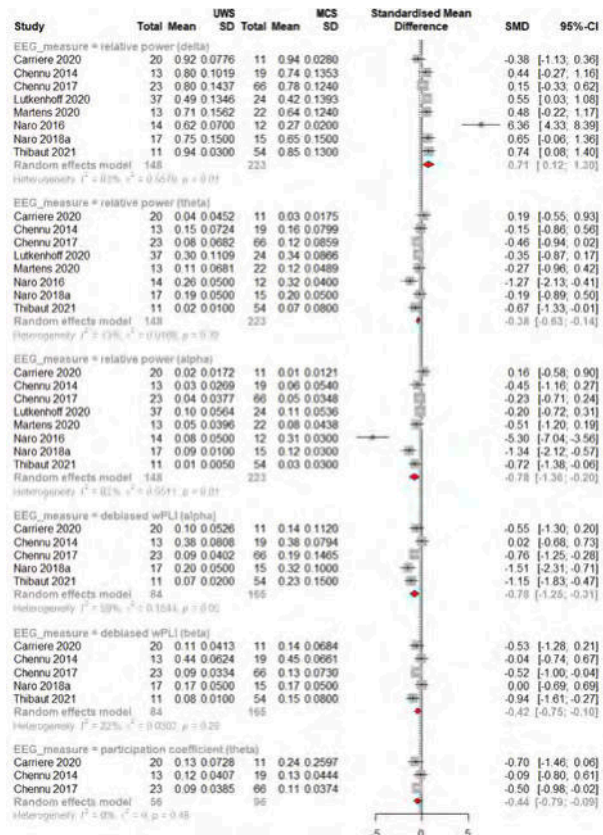 UWS MCS Standardised Mean
Study Total Mean SD Total Mean SD Difference SMD 95%-CI
EEG_measure = relative power (delta)
Carriere 2020 20 0.92 0.0776 11 0.94 0.0280 -0.38 [-1.13; 0.36]
Chennu 2014 13 0.80 0.1019 19 0.74 0.1353 0.44 [-0.27; 1.16]
Chennu 2017 23 0.80 0.1437 66 0.78 0.1240 0.15 [-0.33; 0.62]
Lutkenhoff 2020 37 0.49 0.1346 24 0.42 0.1393 0.55 [0.03; 1.08]
Martens 2020 13 0.71 0.1562 22 0.64 0.1240 0.48 [-0.22; 1.17]
Naro 2016 14 0.62 0.0700 12 0.27 0.0200 6.36 [4.33; 8.39]
Naro 2018a 17 0.75 0.1500 15 0.65 0.1500 0.65 [-0.06; 1.36]
Thibaut 2021 11 0.94 0.0300 54 0.85 0.1300 0.74 [0.08; 1.40]
Random effects model 148 223 0.71 [0.12; 1.30]
Heterogeneity:
EEG_measure = relative power (theta)
Carriere 2020 20 0.04 0.0452 11 0.03 0.0175 0.19 [-0.55; 0.93]
Chennu 2014 13 0.15 0.0724 19 0.16 0.0799 -0.15 [-0.86; 0.56]
Chennu 2017 23 0.08 0.0682 66 0.12 0.0859 -0.46 [-0.94; 0.02]
Lutkenhoff 2020 37 0.30 0.1109 24 0.34 0.0866 -0.35 [-0.87; 0.17]
Martens 2020 13 0.11 0.0681 22 0.12 0.0489 -0.27 [-0.96; 0.42]
Naro 2016 14 0.26 0.0500 12 0.32 0.0400 -1.27 [-2.13; -0.41]
Naro 2018a 17 0.19 0.0500 15 0.20 0.0500 -0.19 [-0.89; 0.50]
Thibaut 2021 11 0.02 0.0100 54 0.07 0.0800 -0.67 [-1.33; -0.01]
Random effects model 148 223 -0.38 [-0.63; -0.14]
Heterogeneity:
EEG_measure = relative power (alpha)
Carriere 2020 20 0.02 0.0172 11 0.01 0.0121 0.16 [-0.58; 0.90]
Chennu 2014 13 0.03 0.0269 19 0.06 0.0540 -0.45 [-1.16; 0.27]
Chennu 2017 23 0.04 0.0377 66 0.05 0.0348 -0.23 [-0.71; 0.24]
Lutkenhoff 2020 37 0.10 0.0564 24 0.11 0.0536 -0.20 [-0.72; 0.31]
Martens 2020 13 0.05 0.0396 22 0.08 0.0438 -0.51 [-1.20; 0.19]
Naro 2016 14 0.08 0.0500 12 0.31 0.0300 -5.30 [-7.04; -3.56]
Naro 2018a 17 0.09 0.0100 15 0.12 0.0300 -1.34 [-2.12; -0.57]
Thibaut 2021 11 0.01 0.0050 54 0.03 0.0300 -0.72 [-1.38; -0.06]
Random effects model 148 223 -0.78 [-1.36; -0.20]
Heterogeneity:
EEG_measure = debiased wPLI (alpha)
Carriere 2020 20 0.10 0.0526 11 0.14 0.1120 -0.55 [-1.30; 0.20]
Chennu 2014 13 0.38 0.0808 19 0.38 0.0794 0.02 [-0.68; 0.73]
Chennu 2017 23 0.09 0.0402 66 0.19 0.1465 -0.76 [-1.25; -0.28]
Naro 2018a 17 0.20 0.0500 15 0.32 0.1000 -1.51 [-2.31; -0.71]
Thibaut 2021 11 0.07 0.0200 54 0.23 0.1500 -1.15 [-1.83; -0.47]
Random effects model 84 165 -0.78 [-1.25; -0.31]
Heterogeneity:
EEG_measure = debiased wPLI (beta)
Carriere 2020 20 0.11 0.0413 11 0.14 0.0684 -0.53 [-1.28; 0.21]
Chennu 2014 13 0.44 0.0624 19 0.45 0.0661 -0.04 [-0.74; 0.67]
Chennu 2017 23 0.09 0.0334 66 0.13 0.0730 -0.52 [-1.00; -0.04]
Naro 2018a 17 0.17 0.0500 15 0.17 0.0500 0.00 [-0.69; 0.69]
Thibaut 2021 11 0.08 0.0100 54 0.15 0.0800 -0.94 [-1.61; -0.27]
Random effects model 84 165 -0.42 [-0.75; -0.10]
Heterogeneity:
EEG_measure = participation coefficient (theta)
Carriere 2020 20 0.13 0.0728 11 0.24 0.2597 -0.70 [-1.46; 0.06]
Chennu 2014 13 0.12 0.0407 19 0.13 0.0444 -0.09 [-0.80; 0.61]
Chennu 2017 23 0.09 0.0385 66 0.11 0.0374 -0.50 [-0.98; -0.02]
Random effects model 56 96 -0.44 [-0.79; -0.09]
Heterogeneity:
-5 0 5